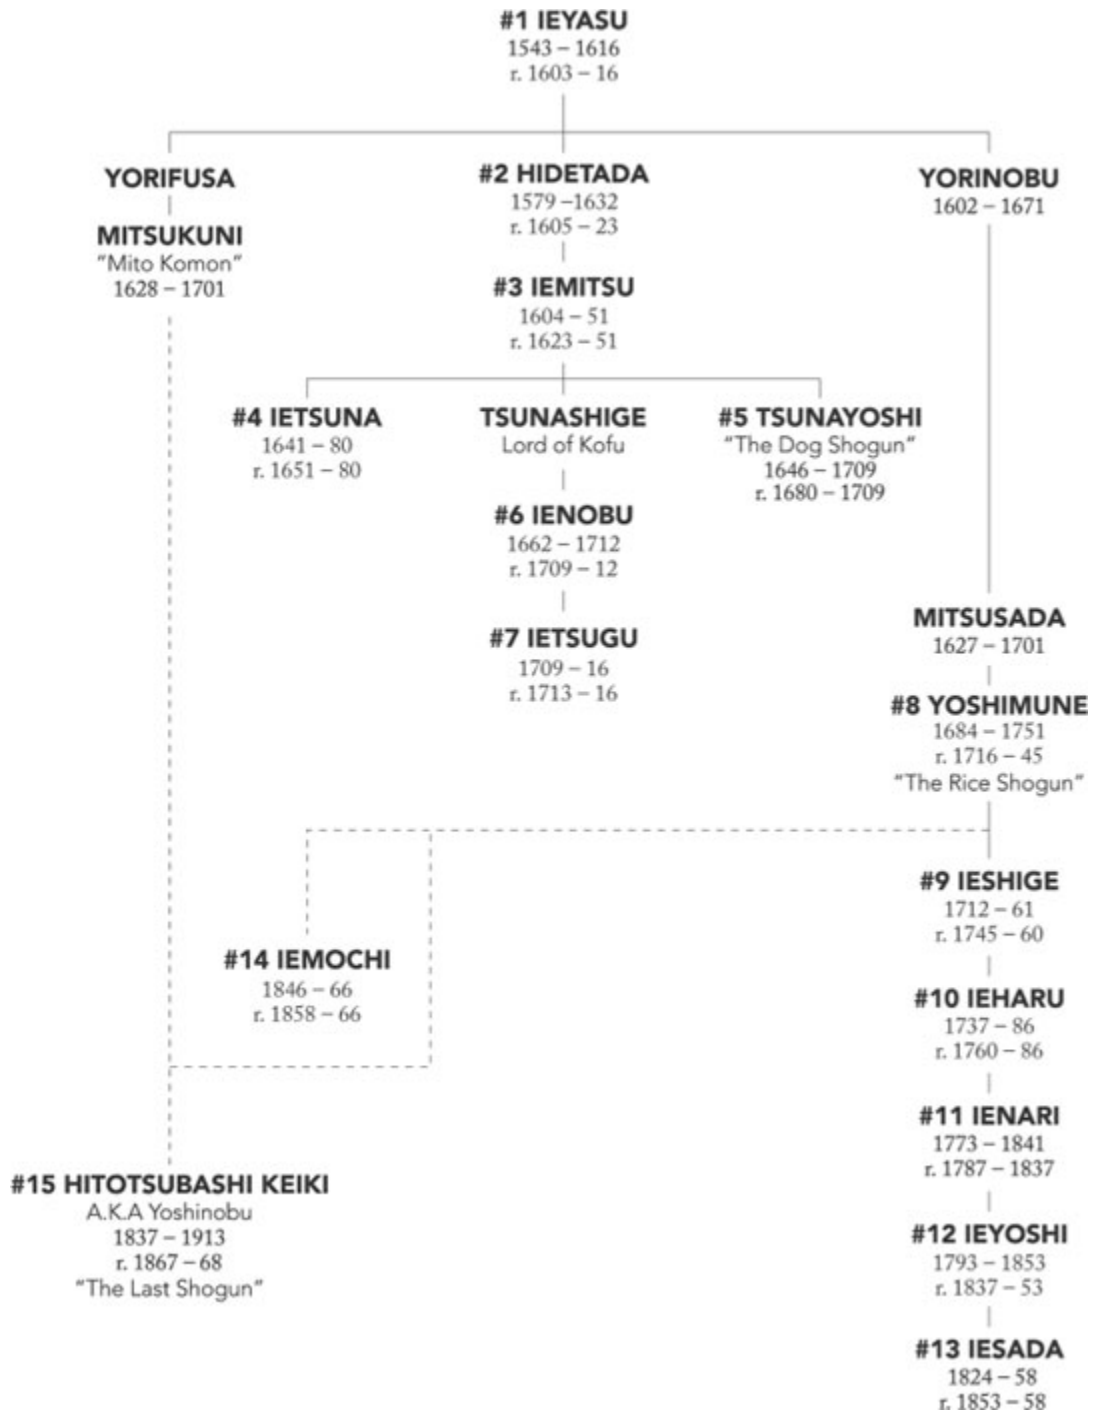 #1 IEYASU
1543 – 1616
r. 1603 – 16
YORIFUSA
MITSUKUNI
“Mito Komon”
1628 – 1701
#2 HIDETADA
1579 –1632
r. 1605 – 23
#3 IEMITSU
1604 – 51
r. 1623 – 51
YORINOBU
1602 – 1671
#4 IETSUNA
1641 – 80
r. 1651 – 80
TSUNASHIGE
Lord of Kofu
#5 TSUNAYOSHI
“The Dog Shogun”
1646 – 1709
r. 1680 – 1709
#6 IENOBU
1662 – 1712
r. 1709 – 12
#7 IETSUGU
1709 – 16
r. 1713 – 16
MITSUSADA
1627 – 1701
#8 YOSHIMUNE
1684 – 1751
r. 1716 – 45
“The Rice Shogun”
#9 IESHIGE
1712 – 61
r. 1745 – 60
#14 IEMOCHI
1846 – 66
r. 1858 – 66
#10 IEHARU
1737 – 86
r. 1760 – 86
#11 IENARI
1773 – 1841
r. 1787 – 1837
#15 HITOTSUBASHI KEIKI
A.K.A Yoshinobu
1837 – 1913
r. 1867 – 68
“The Last Shogun”
#12 IEYOSHI
1793 – 1853
r. 1837 – 53
#13 IESADA
1824 – 58
r. 1853 – 58